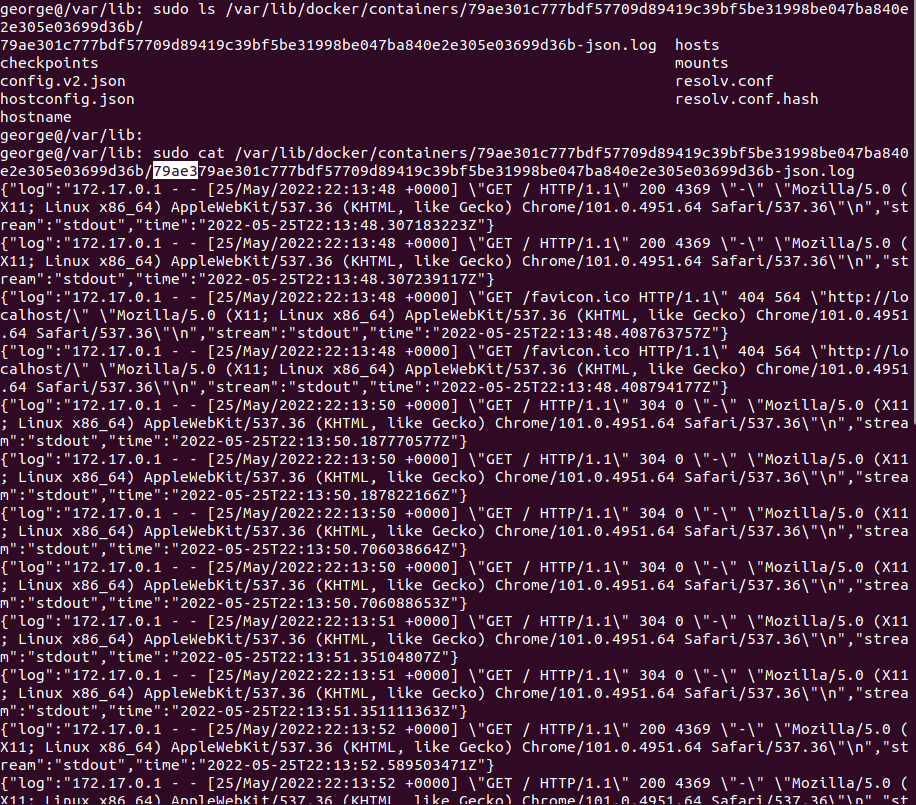 george@/var/lib: sudo ls /var/lib/docker/containers/79ae301c777bdf57709d89419c39bf5be31998be047ba840e
2e305e03699d36b/
79ae301c777bdf57709d89419c39bf5be31998be047ba840e2e305e03699d36b-json.log  hosts
checkpoints                                                                mounts
config.v2.json                                                             resolv.conf
hostconfig.json                                                            resolv.conf.hash
hostname
george@/var/lib:
george@/var/lib: sudo cat /var/lib/docker/containers/79ae301c777bdf57709d89419c39bf5be31998be047ba840
e2e305e03699d36b/79ae379ae301c777bdf57709d89419c39bf5be31998be047ba840e2e305e03699d36b-json.log
{"log":"172.17.0.1 - - [25/May/2022:22:13:48 +0000] \"GET / HTTP/1.1\" 200 4369 \"-\" \"Mozilla/5.0 (
X11; Linux x86_64) AppleWebKit/537.36 (KHTML, like Gecko) Chrome/101.0.4951.64 Safari/537.36\"\n","st
ream":"stdout","time":"2022-05-25T22:13:48.307183223Z"}
{"log":"172.17.0.1 - - [25/May/2022:22:13:48 +0000] \"GET / HTTP/1.1\" 200 4369 \"-\" \"Mozilla/5.0 (
X11; Linux x86_64) AppleWebKit/537.36 (KHTML, like Gecko) Chrome/101.0.4951.64 Safari/537.36\"\n","st
ream":"stdout","time":"2022-05-25T22:13:48.307239117Z"}
{"log":"172.17.0.1 - - [25/May/2022:22:13:48 +0000] \"GET /favicon.ico HTTP/1.1\" 404 564 \"http://lo
calhost/\" \"Mozilla/5.0 (X11; Linux x86_64) AppleWebKit/537.36 (KHTML, like Gecko) Chrome/101.0.4951
.64 Safari/537.36\"\n","stream":"stdout","time":"2022-05-25T22:13:48.408763757Z"}
{"log":"172.17.0.1 - - [25/May/2022:22:13:48 +0000] \"GET /favicon.ico HTTP/1.1\" 404 564 \"http://lo
calhost/\" \"Mozilla/5.0 (X11; Linux x86_64) AppleWebKit/537.36 (KHTML, like Gecko) Chrome/101.0.4951
.64 Safari/537.36\"\n","stream":"stdout","time":"2022-05-25T22:13:48.408794177Z"}
{"log":"172.17.0.1 - - [25/May/2022:22:13:50 +0000] \"GET / HTTP/1.1\" 304 0 \"-\" \"Mozilla/5.0 (X11
; Linux x86_64) AppleWebKit/537.36 (KHTML, like Gecko) Chrome/101.0.4951.64 Safari/537.36\"\n","strea
m":"stdout","time":"2022-05-25T22:13:50.187770577Z"}
{"log":"172.17.0.1 - - [25/May/2022:22:13:50 +0000] \"GET / HTTP/1.1\" 304 0 \"-\" \"Mozilla/5.0 (X11
; Linux x86_64) AppleWebKit/537.36 (KHTML, like Gecko) Chrome/101.0.4951.64 Safari/537.36\"\n","strea
m":"stdout","time":"2022-05-25T22:13:50.187822166Z"}
{"log":"172.17.0.1 - - [25/May/2022:22:13:50 +0000] \"GET / HTTP/1.1\" 304 0 \"-\" \"Mozilla/5.0 (X11
; Linux x86_64) AppleWebKit/537.36 (KHTML, like Gecko) Chrome/101.0.4951.64 Safari/537.36\"\n","strea
m":"stdout","time":"2022-05-25T22:13:50.706038664Z"}
{"log":"172.17.0.1 - - [25/May/2022:22:13:50 +0000] \"GET / HTTP/1.1\" 304 0 \"-\" \"Mozilla/5.0 (X11
; Linux x86_64) AppleWebKit/537.36 (KHTML, like Gecko) Chrome/101.0.4951.64 Safari/537.36\"\n","strea
m":"stdout","time":"2022-05-25T22:13:50.706088653Z"}
{"log":"172.17.0.1 - - [25/May/2022:22:13:51 +0000] \"GET / HTTP/1.1\" 304 0 \"-\" \"Mozilla/5.0 (X11
; Linux x86_64) AppleWebKit/537.36 (KHTML, like Gecko) Chrome/101.0.4951.64 Safari/537.36\"\n","strea
m":"stdout","time":"2022-05-25T22:13:51.35104807Z"}
{"log":"172.17.0.1 - - [25/May/2022:22:13:51 +0000] \"GET / HTTP/1.1\" 304 0 \"-\" \"Mozilla/5.0 (X11
; Linux x86_64) AppleWebKit/537.36 (KHTML, like Gecko) Chrome/101.0.4951.64 Safari/537.36\"\n","strea
m":"stdout","time":"2022-05-25T22:13:51.351111363Z"}
{"log":"172.17.0.1 - - [25/May/2022:22:13:52 +0000] \"GET / HTTP/1.1\" 200 4369 \"-\" \"Mozilla/5.0 (
X11; Linux x86_64) AppleWebKit/537.36 (KHTML, like Gecko) Chrome/101.0.4951.64 Safari/537.36\"\n","st
ream":"stdout","time":"2022-05-25T22:13:52.589503471Z"}
{"log":"172.17.0.1 - - [25/May/2022:22:13:52 +0000] \"GET / HTTP/1.1\" 200 4369 \"-\" \"Mozilla/5.0 (
X11; Linux x86_64) AppleWebKit/537.36 (KHTML, like Gecko) Chrome/101.0.4951.64 Safari/537.36\"\n","st